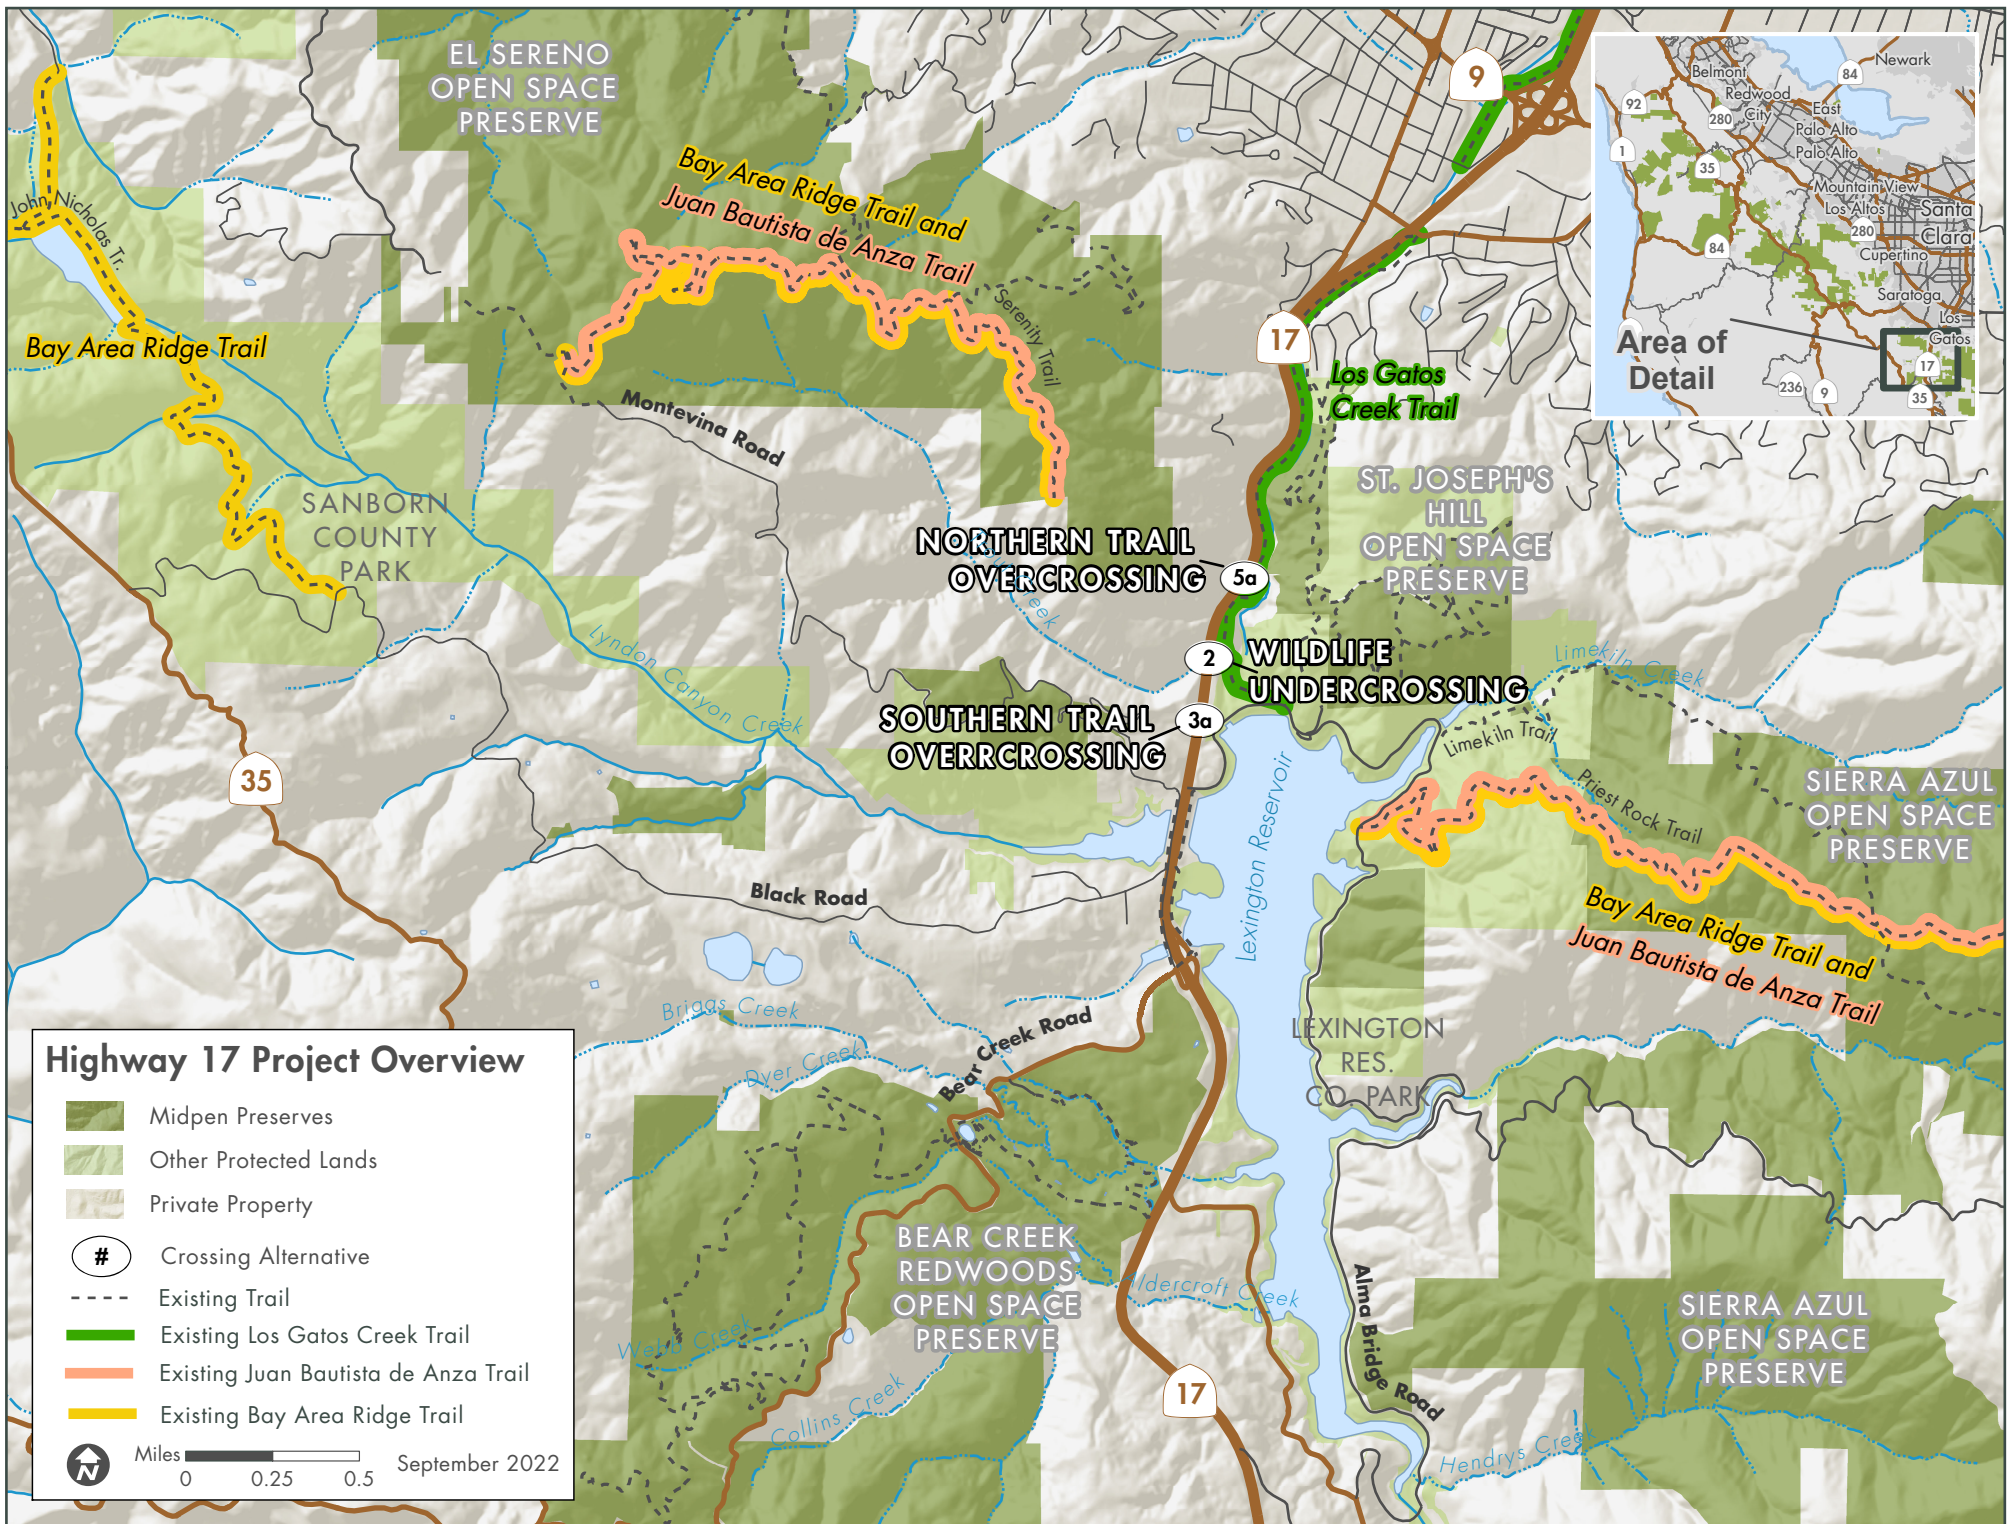 EL SERENO
OPEN SPACE
PRESERVE
9
Bay Area Ridge Trail and
Juan Bautista de Anza Trail
John Nicholas Tr.
Serenity Trail
Bay Area Ridge Trail
17
Los Gatos
Creek Trail
Montevina Road
SANBORN
COUNTY
PARK
ST. JOSEPH'S
HILL
OPEN SPACE
PRESERVE
NORTHERN TRAIL
OVERCROSSING
5a
Creek
Lyndon Canyon Creek
2
WILDLIFE
UNDERCROSSING
Limekiln Creek
SOUTHERN TRAIL
OVERRCROSSING
3a
Limekiln Trail
35
Lexington Reservoir
Priest Rock Trail
SIERRA AZUL
OPEN SPACE
PRESERVE
Black Road
Bay Area Ridge Trail and
Juan Bautista de Anza Trail
Briggs Creek
Bear Creek Road
Dyer Creek
LEXINGTON
RES.
CO. PARK
BEAR CREEK
REDWOODS
OPEN SPACE
PRESERVE
Aldercroft Creek
Webb Creek
Collins Creek
17
Alma Bridge Road
SIERRA AZUL
OPEN SPACE
PRESERVE
Hendrys Creek
Newark
84
Belmont
92
Redwood
City
280
East
Palo Alto
Palo Alto
1
35
Mountain View
Los Altos
Santa
Clara
280
84
Cupertino
Saratoga
Los
Gatos
Area of
Detail
17
236
9
35
Highway 17 Project Overview
Midpen Preserves
Other Protected Lands
Private Property
# Crossing Alternative
Existing Trail
Existing Los Gatos Creek Trail
Existing Juan Bautista de Anza Trail
Existing Bay Area Ridge Trail
N
Miles
0 0.25 0.5
September 2022